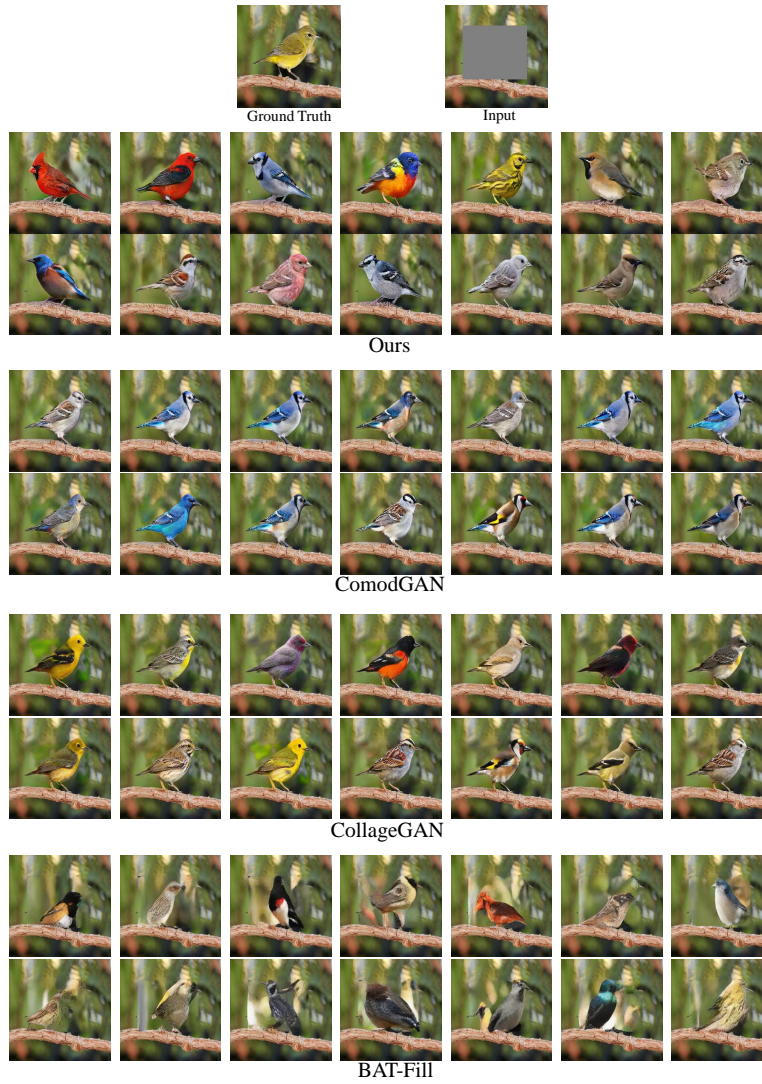 Ground Truth
Input
Ours
ComodGAN
CollageGAN
BAT-Fill